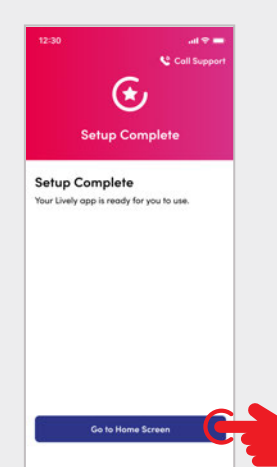 12:30
Call Support
Setup Complete
Setup Complete
Your Lively app is ready for you to use.
Go to Home Screen